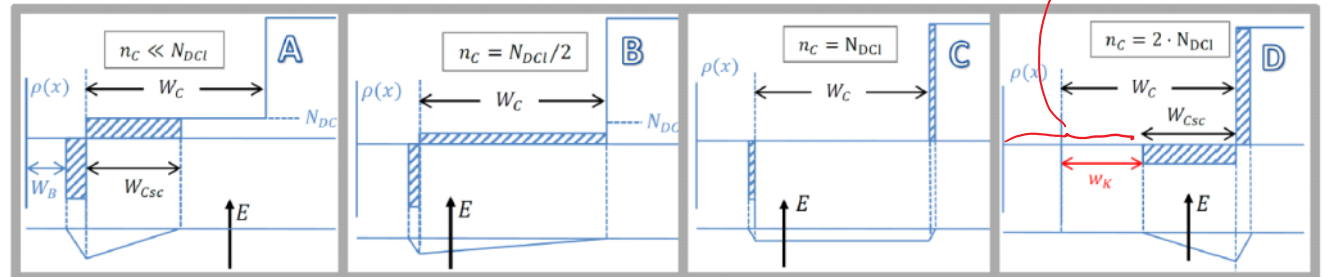 n_C ≪ N_DCl
A
ρ(x)
W_C
N_DC
W_B
W_Csc
E
n_C = N_DCl/2
B
ρ(x)
W_C
N_DC
E
n_C = N_DCl
C
ρ(x)
W_C
E
n_C = 2 · N_DCl
D
ρ(x)
W_C
W_Csc
w_K
E